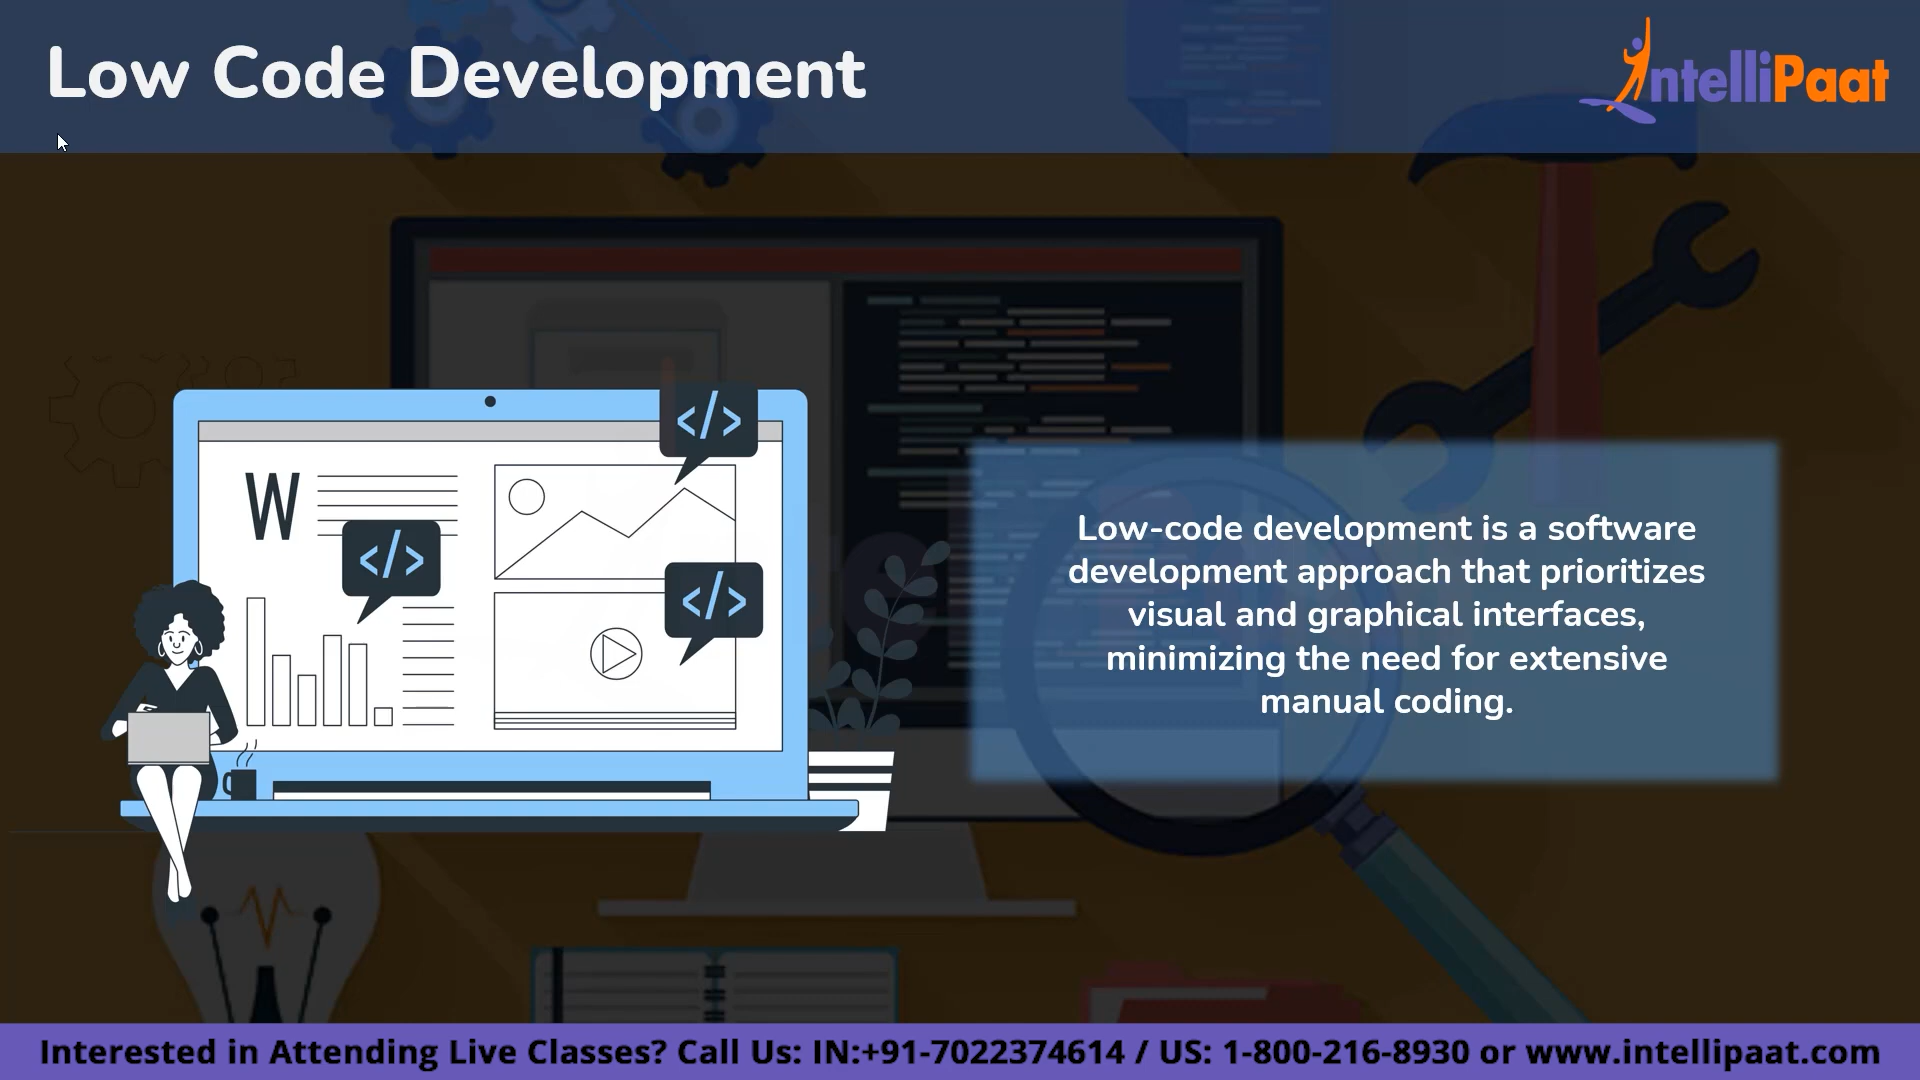 Low Code Development
IntelliPaat
</>
W
</>
</>
Low-code development is a software
development approach that prioritizes
visual and graphical interfaces,
minimizing the need for extensive
manual coding.
Interested in Attending Live Classes? Call Us: IN:+91-7022374614 / US: 1-800-216-8930 or www.intellipaat.com